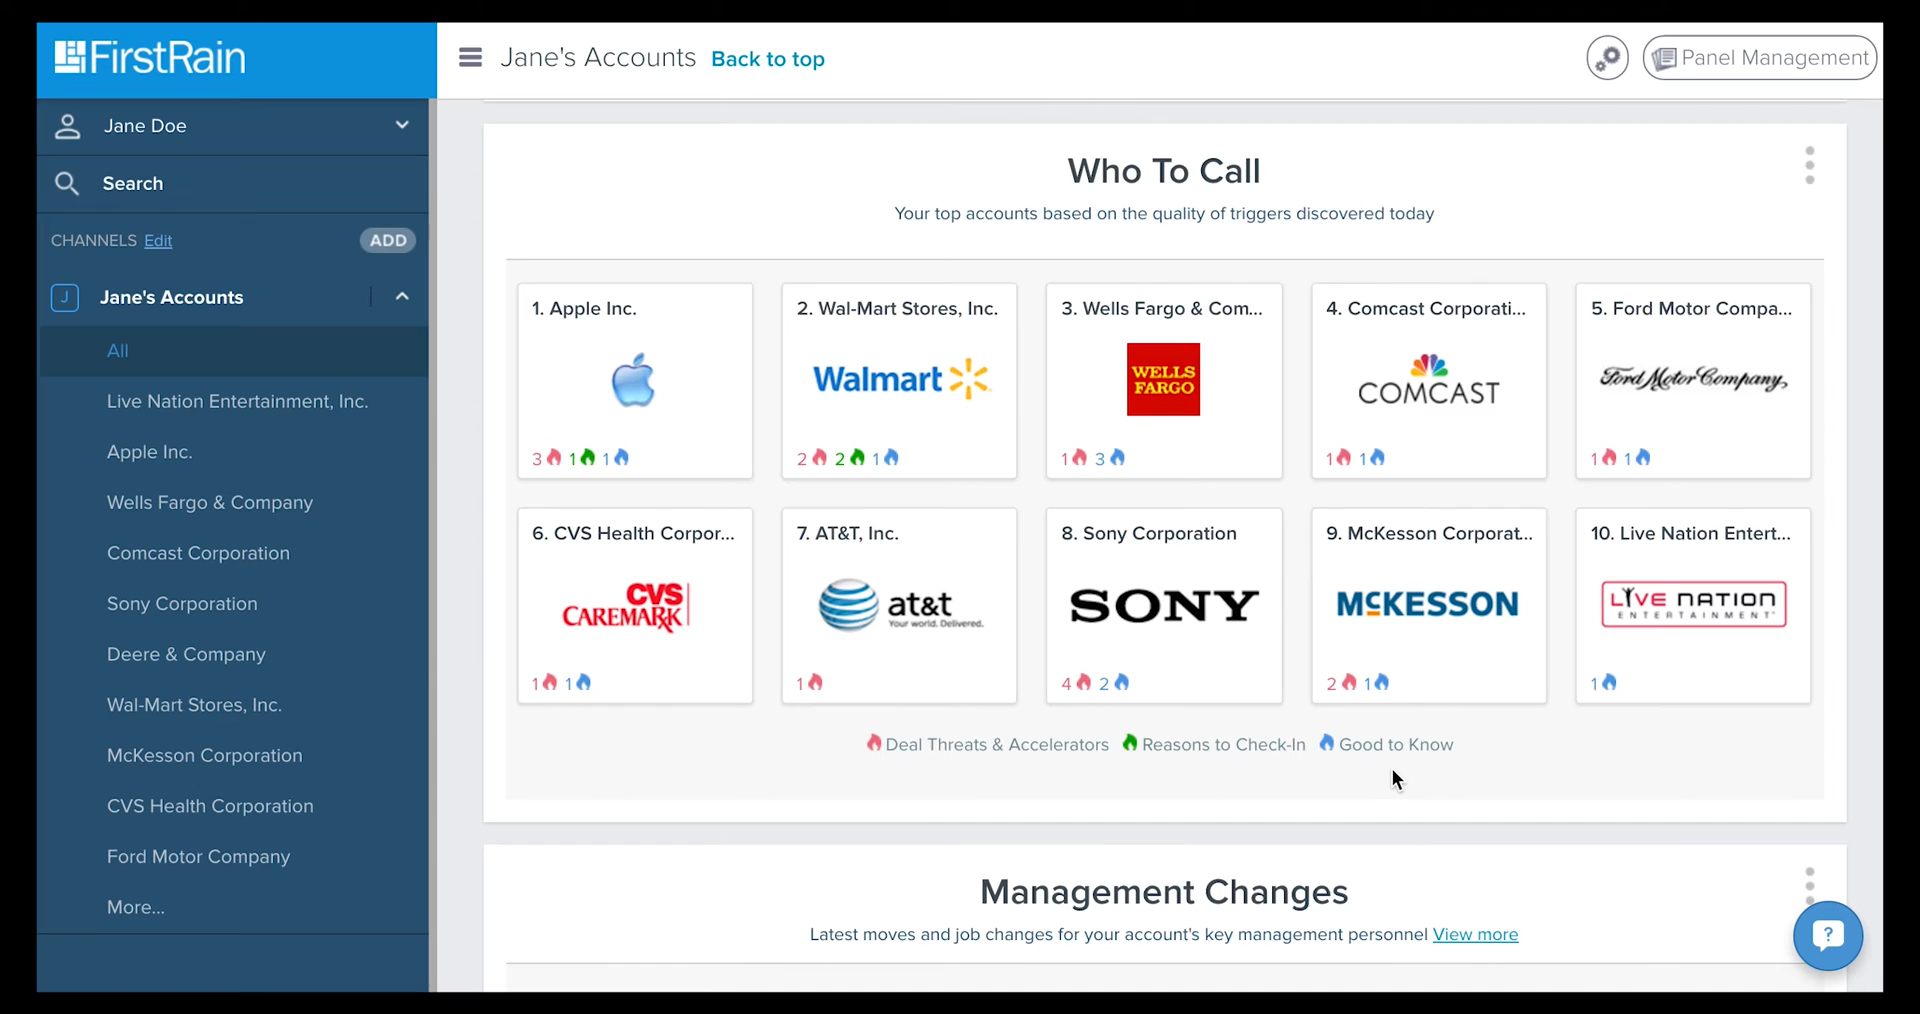 FirstRain
Jane's Accounts Back to top
Panel Management
Jane Doe
Search
CHANNELS Edit ADD
J Jane's Accounts
All
Live Nation Entertainment, Inc.
Apple Inc.
Wells Fargo & Company
Comcast Corporation
Sony Corporation
Deere & Company
Wal-Mart Stores, Inc.
McKesson Corporation
CVS Health Corporation
Ford Motor Company
More...
Who To Call
Your top accounts based on the quality of triggers discovered today
1. Apple Inc.
3 1 1
2. Wal-Mart Stores, Inc.
Walmart
2 2 1
3. Wells Fargo & Com...
WELLS
FARGO
1 3
4. Comcast Corporati...
COMCAST
1 1
5. Ford Motor Compa...
Ford Motor Company,
1 1
6. CVS Health Corpor...
CVS
CAREMARK
1 1
7. AT&T, Inc.
at&t
Your world. Delivered.
1
8. Sony Corporation
SONY
4 2
9. McKesson Corporat...
McKESSON
2 1
10. Live Nation Entert...
LIVE NATION
ENTERTAINMENT
1
Deal Threats & Accelerators Reasons to Check-In Good to Know
Management Changes
Latest moves and job changes for your account's key management personnel View more
?